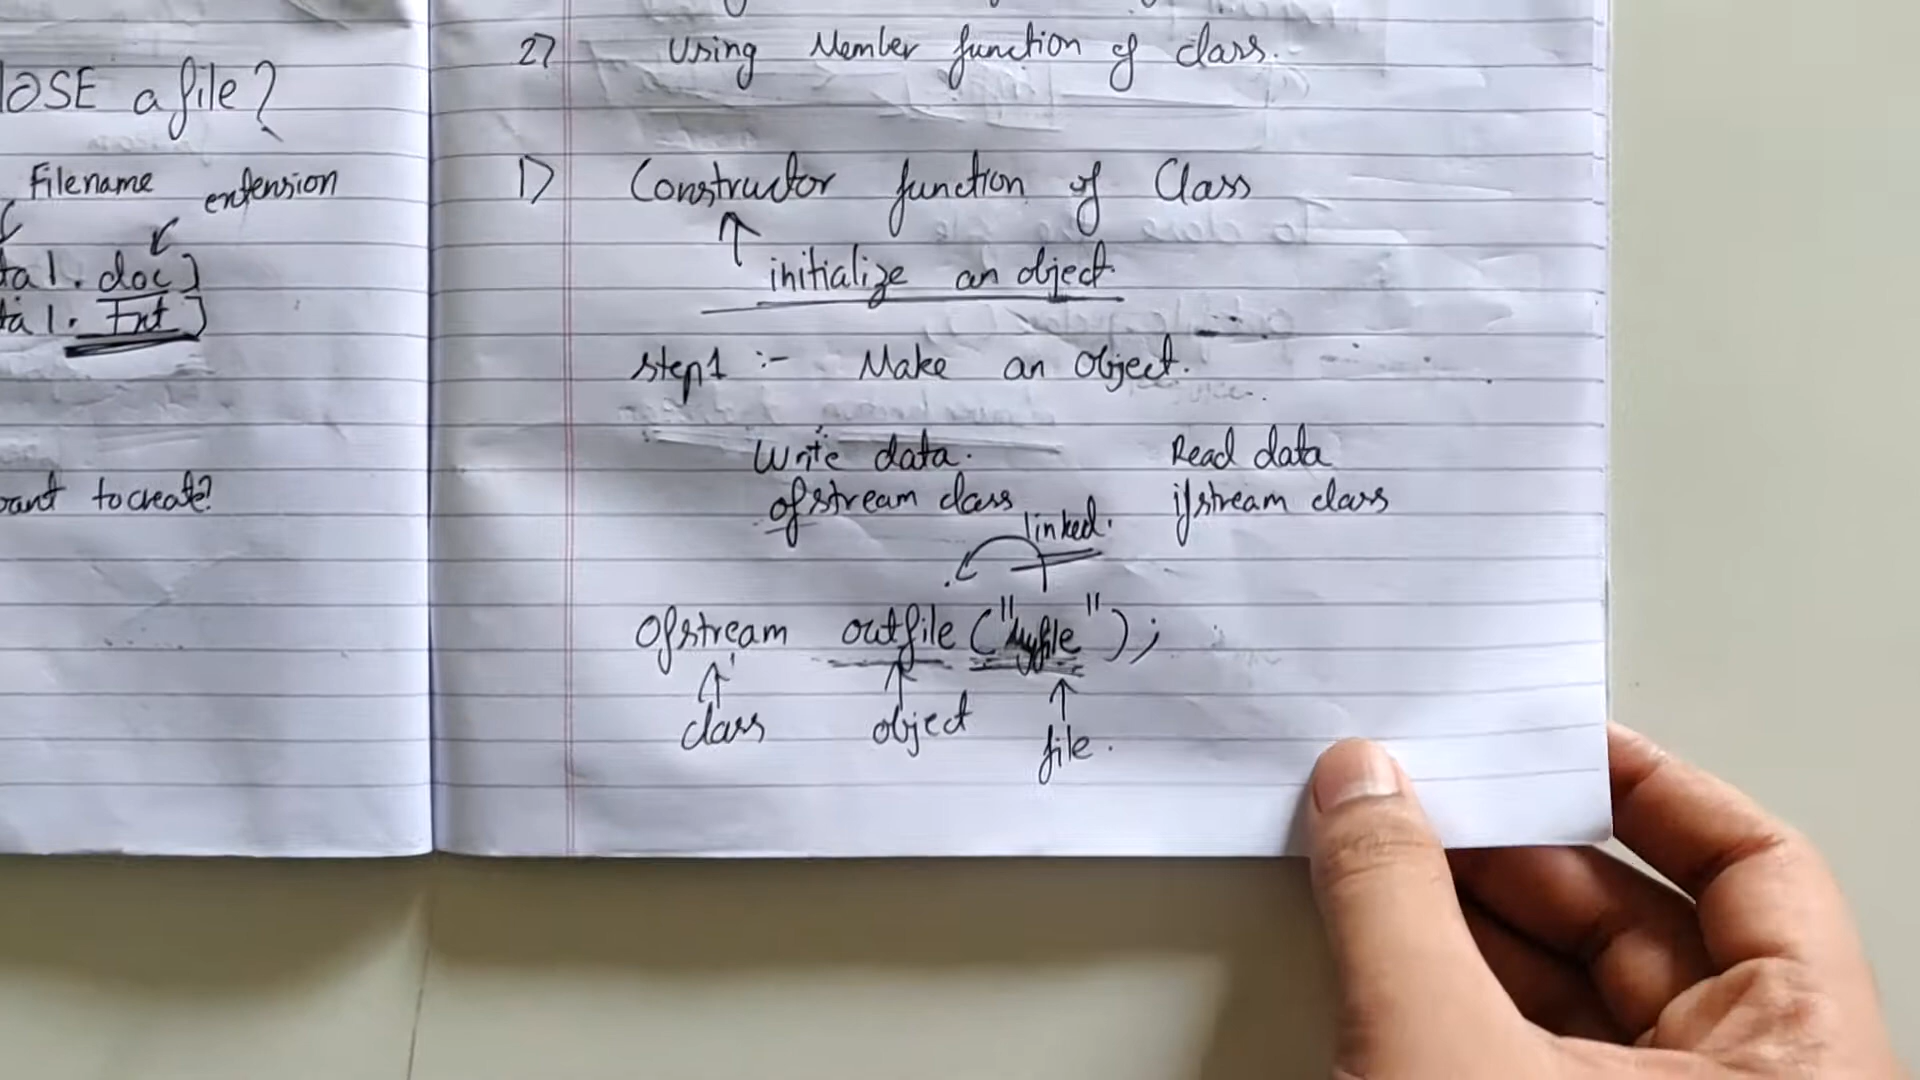 lOSE a file?
Filename extension
ta1.doc]
ta1.txt]
want to create?
2) Using Member function of class.
1) Constructor function of Class
initialize an object.
step1 :- Make an Object.
Write data. Read data
ofstream class ifstream class
linked.
Ofstream outfile ("Myfile");
class object file.